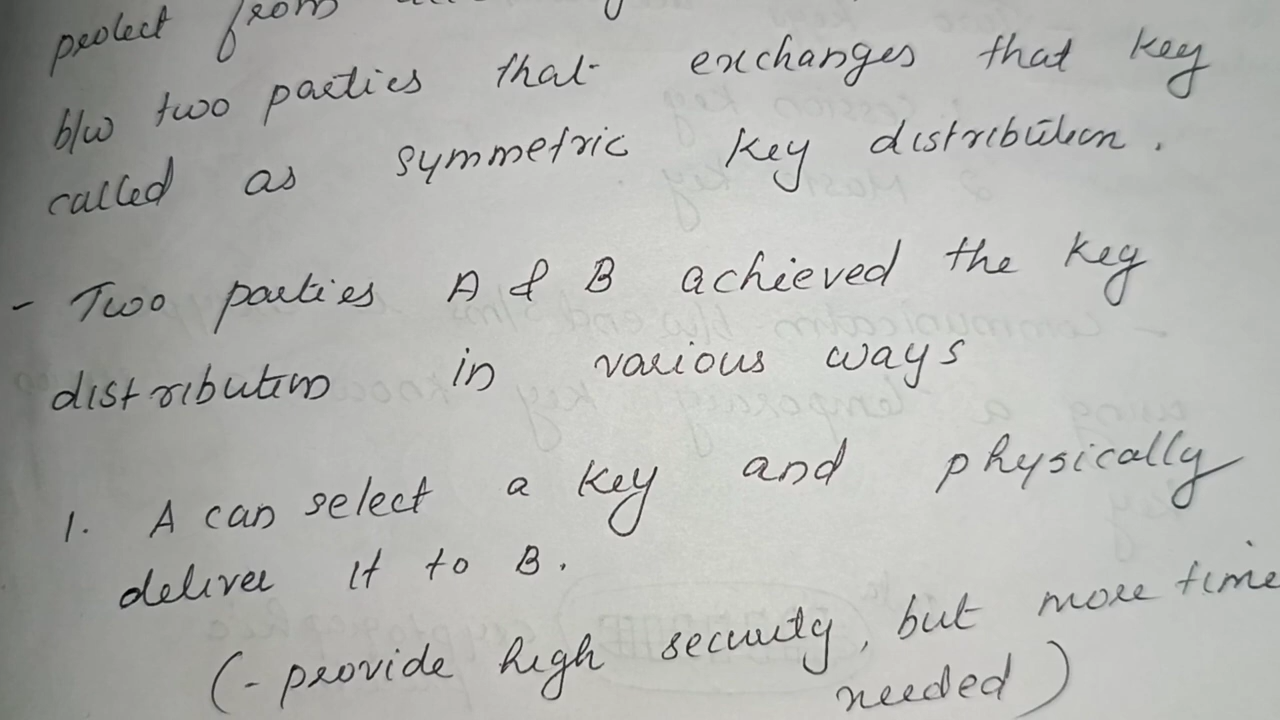 protect from
b/w two parties that exchanges that key
called as symmetric key distribution.
- Two parties A & B achieved the key
distribution in various ways
1. A can select a key and physically
deliver it to B.
(- provide high security, but more time
needed)